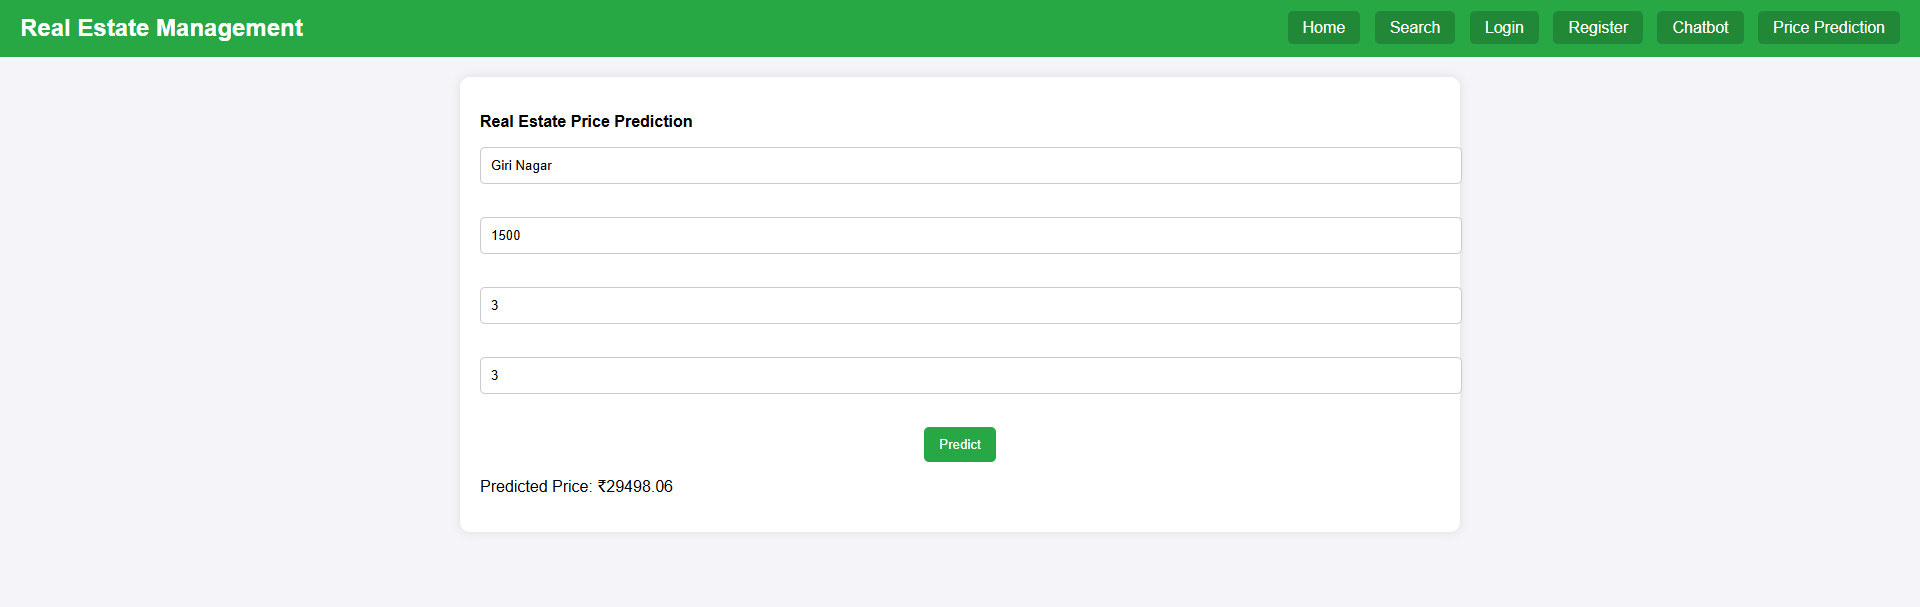 Real Estate Management
Home Search Login Register Chatbot Price Prediction
Real Estate Price Prediction
Giri Nagar
1500
3
3
Predict
Predicted Price: ₹29498.06